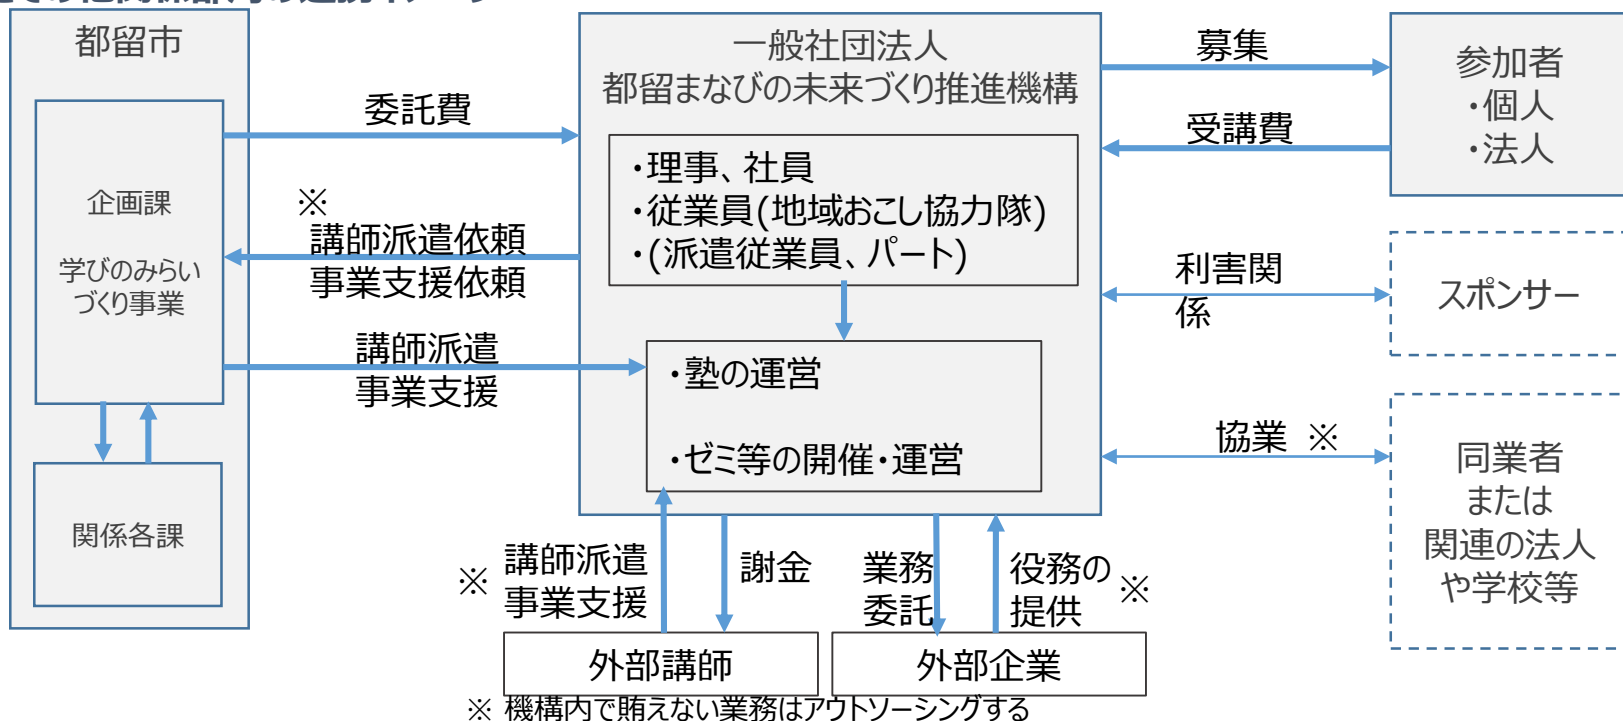 都留市
企画課
学びのみらい
づくり事業
関係各課
委託費
※
講師派遣依頼
事業支援依頼
講師派遣
事業支援
一般社団法人
都留まなびの未来づくり推進機構
・理事、社員
・従業員(地域おこし協力隊)
・(派遣従業員、パート)
・塾の運営
・ゼミ等の開催・運営
募集
受講費
参加者
・個人
・法人
利害関
係
スポンサー
協業 ※
同業者
または
関連の法人
や学校等
※ 講師派遣
事業支援
謝金
業務
委託
役務の
提供 ※
外部講師
外部企業
※ 機構内で賄えない業務はアウトソーシングする